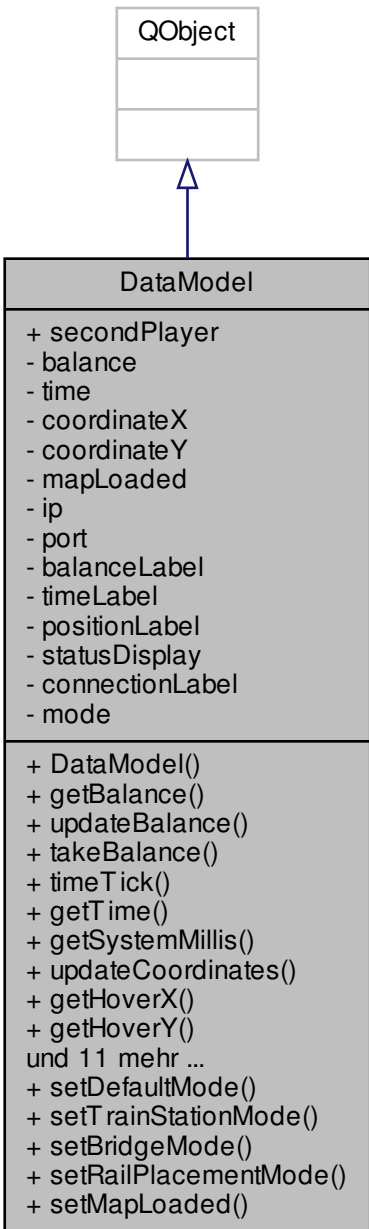 QObject
DataModel
+ secondPlayer
- balance
- time
- coordinateX
- coordinateY
- mapLoaded
- ip
- port
- balanceLabel
- timeLabel
- positionLabel
- statusDisplay
- connectionLabel
- mode
+ DataModel()
+ getBalance()
+ updateBalance()
+ takeBalance()
+ timeTick()
+ getTime()
+ getSystemMillis()
+ updateCoordinates()
+ getHoverX()
+ getHoverY()
und 11 mehr ...
+ setDefaultMode()
+ setTrainStationMode()
+ setBridgeMode()
+ setRailPlacementMode()
+ setMapLoaded()